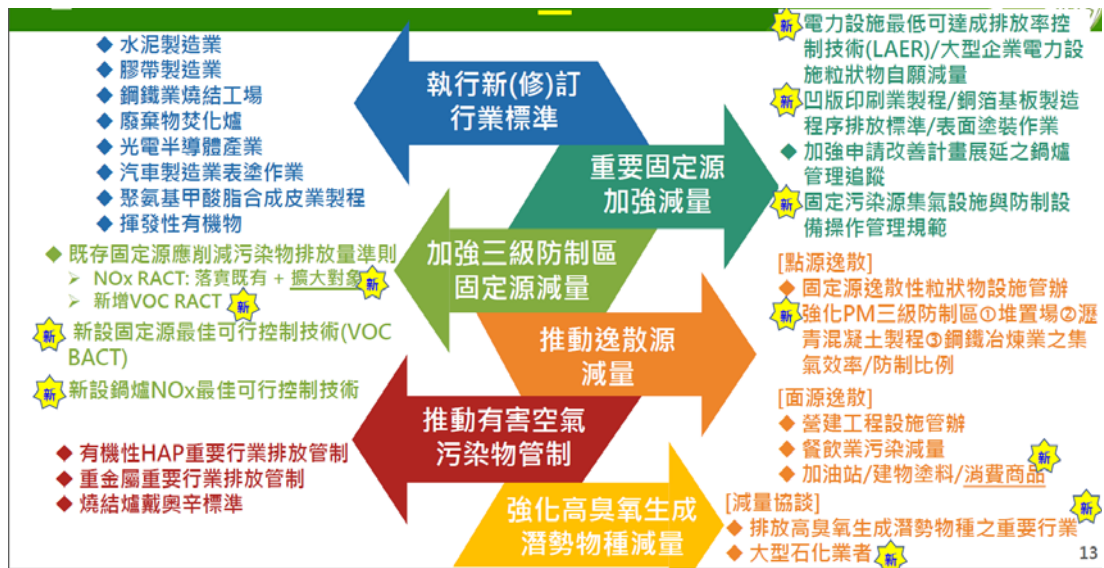 ◆ 水泥製造業
◆ 膠帶製造業
◆ 鋼鐵業燒結工場
◆ 廢棄物焚化爐
◆ 光電半導體產業
◆ 汽車製造業表塗作業
◆ 聚氨基甲酸脂合成皮業製程
◆ 揮發性有機物
執行新(修)訂
行業標準
新
電力設施最低可達成排放率控
制技術(LAER)/大型企業電力設
施粒狀物自願減量
新
凹版印刷業製程/銅箔基板製造
程序排放標準/表面塗裝作業
◆ 加強申請改善計畫展延之鍋爐
管理追蹤
新
固定污染源集氣設施與防制設
備操作管理規範
重要固定源
加強減量
◆ 既存固定源應削減污染物排放量準則
➢ NOx RACT: 落實既有 + 擴大對象
新
➢ 新增VOC RACT
新
新
新設固定源最佳可行控制技術(VOC
BACT)
新
新設鍋爐NOx最佳可行控制技術
加強三級防制區
固定源減量
推動逸散源
減量
[點源逸散]
◆ 固定源逸散性粒狀物設施管辦
新
強化PM三級防制區①堆置場②瀝
青混凝土製程③鋼鐵冶煉業之集
氣效率/防制比例
[面源逸散]
◆ 營建工程設施管辦
◆ 餐飲業污染減量
新
◆ 加油站/建物塗料/消費商品
推動有害空氣
污染物管制
◆ 有機性HAP重要行業排放管制
◆ 重金屬重要行業排放管制
◆ 燒結爐戴奧辛標準
強化高臭氧生成
潛勢物種減量
[減量協談]
新
◆ 排放高臭氧生成潛勢物種之重要行業
◆ 大型石化業者
新
13